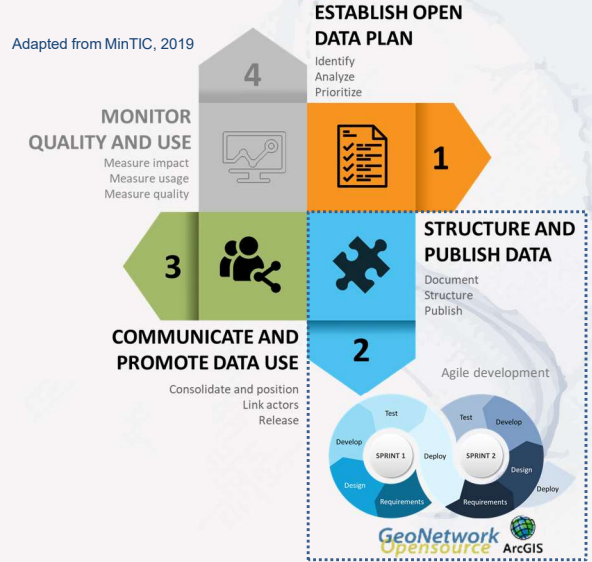 Adapted from MinTIC, 2019
ESTABLISH OPEN
DATA PLAN
Identify
Analyze
Prioritize
1
STRUCTURE AND
PUBLISH DATA
Document
Structure
Publish
2
COMMUNICATE AND
PROMOTE DATA USE
Consolidate and position
Link actors
Release
3
MONITOR
QUALITY AND USE
Measure impact
Measure usage
Measure quality
4
Agile development
SPRINT 1
Requirements
Design
Develop
Test
Deploy
SPRINT 2
Requirements
Design
Develop
Test
Deploy
GeoNetwork
Opensource
ArcGIS